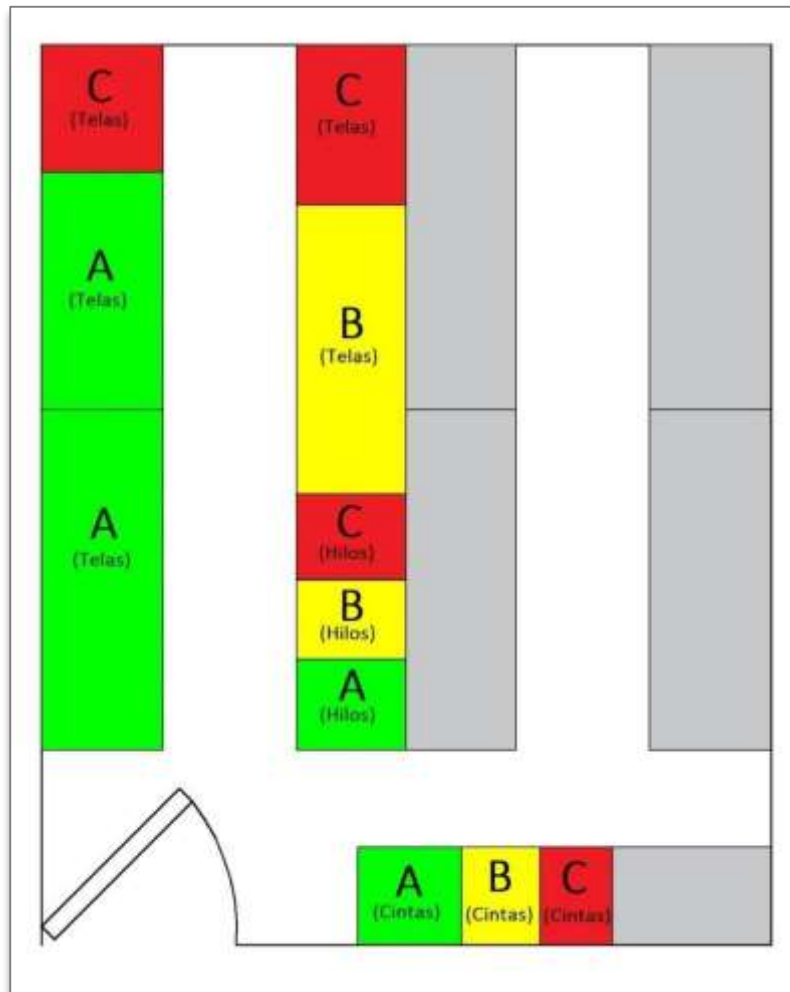 C
(Telas)
A
(Telas)
A
(Telas)
C
(Telas)
B
(Telas)
C
(Hilos)
B
(Hilos)
A
(Hilos)
A
(Cintas)
B
(Cintas)
C
(Cintas)